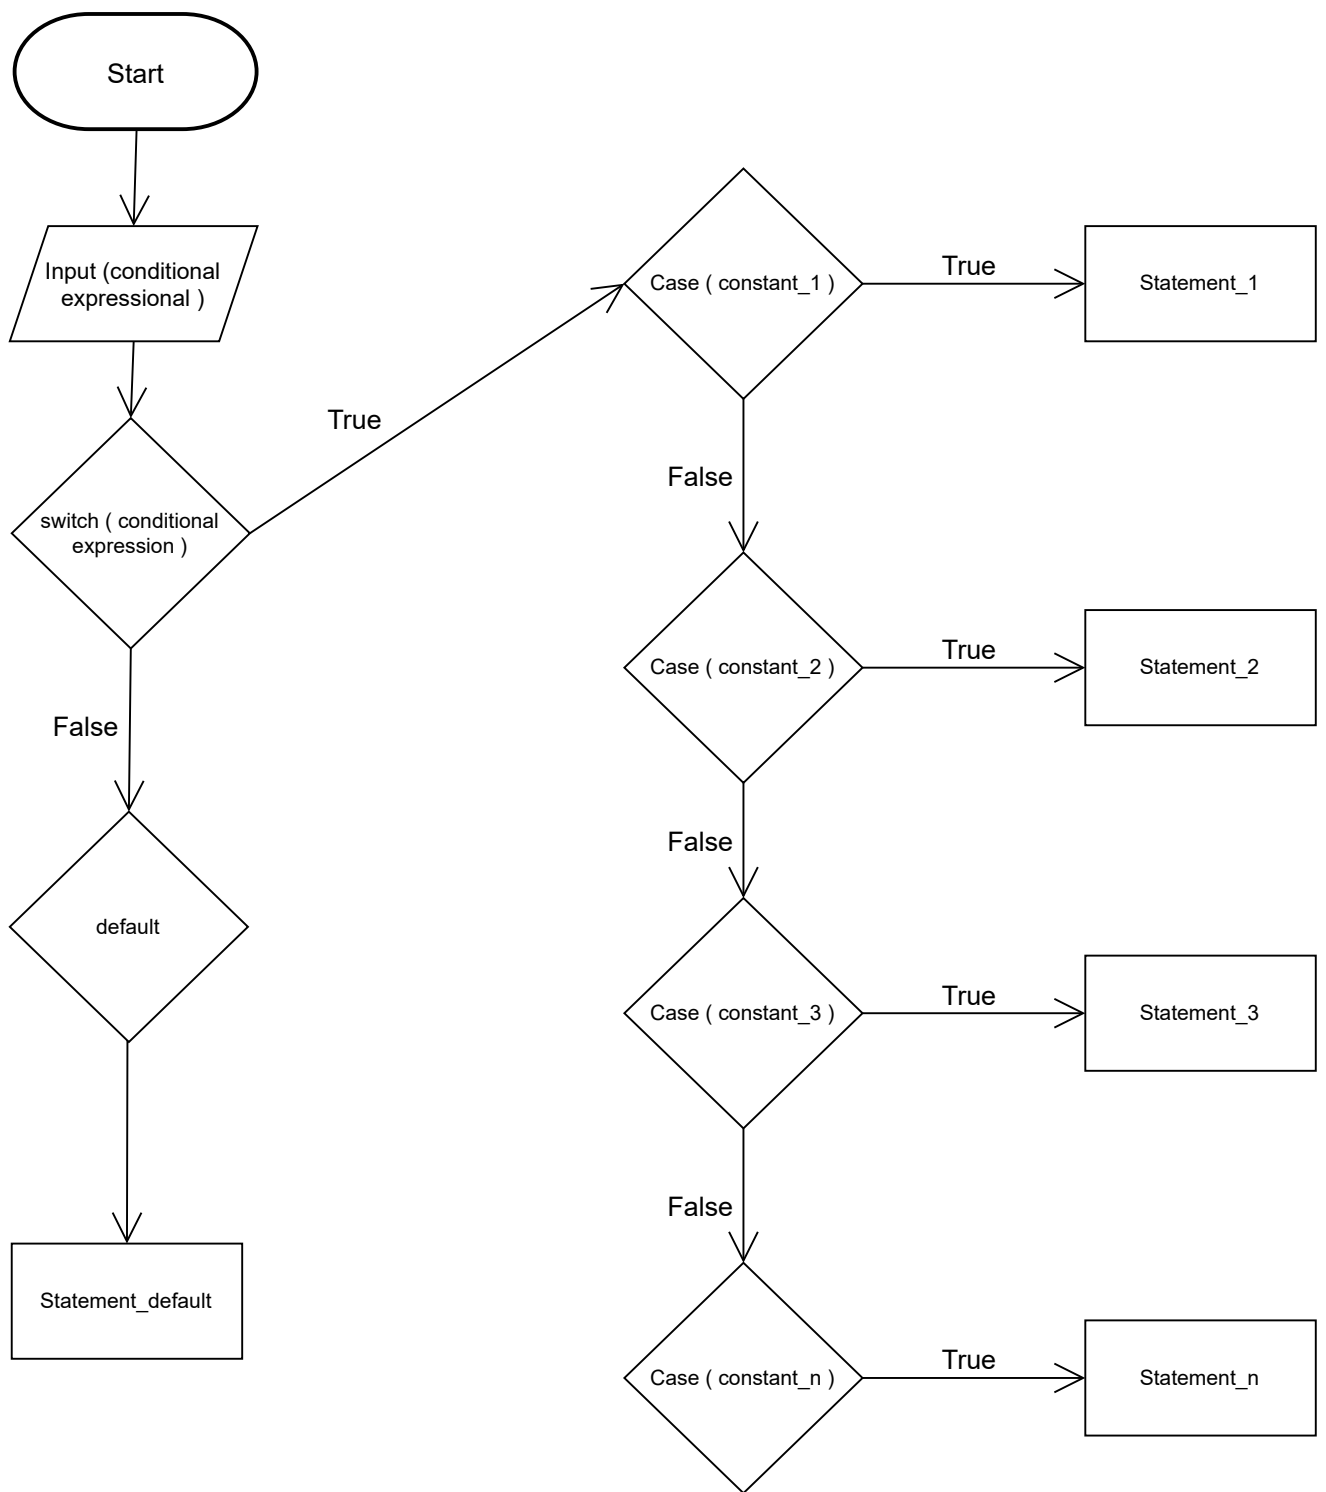 Start
Input (conditional
expressional )
switch ( conditional
expression )
True
False
default
Statement_default
Case ( constant_1 )
True
Statement_1
False
Case ( constant_2 )
True
Statement_2
False
Case ( constant_3 )
True
Statement_3
False
Case ( constant_n )
True
Statement_n